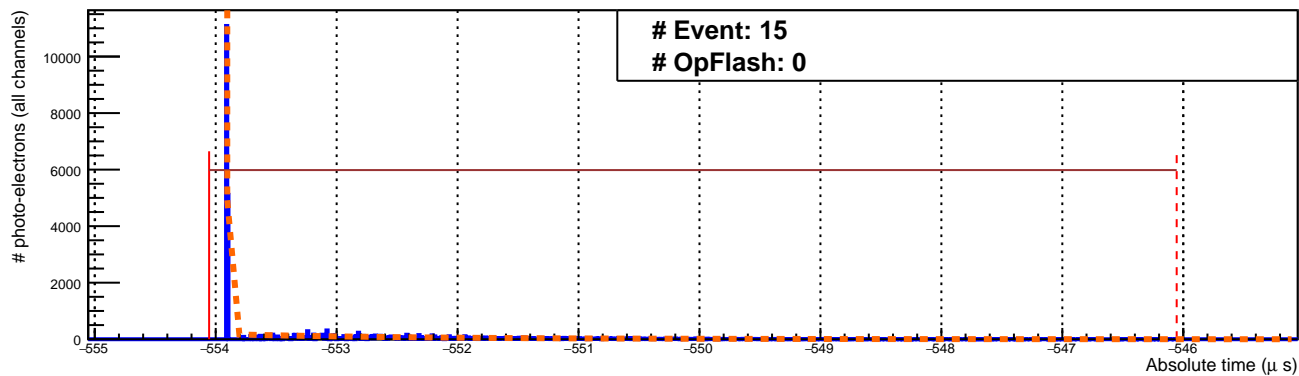 # Event: 15
# OpFlash: 0
# photo-electrons (all channels)
10000
8000
6000
4000
2000
0
−555 −554 −553 −552 −551 −550 −549 −548 −547 −546
Absolute time (μ s)